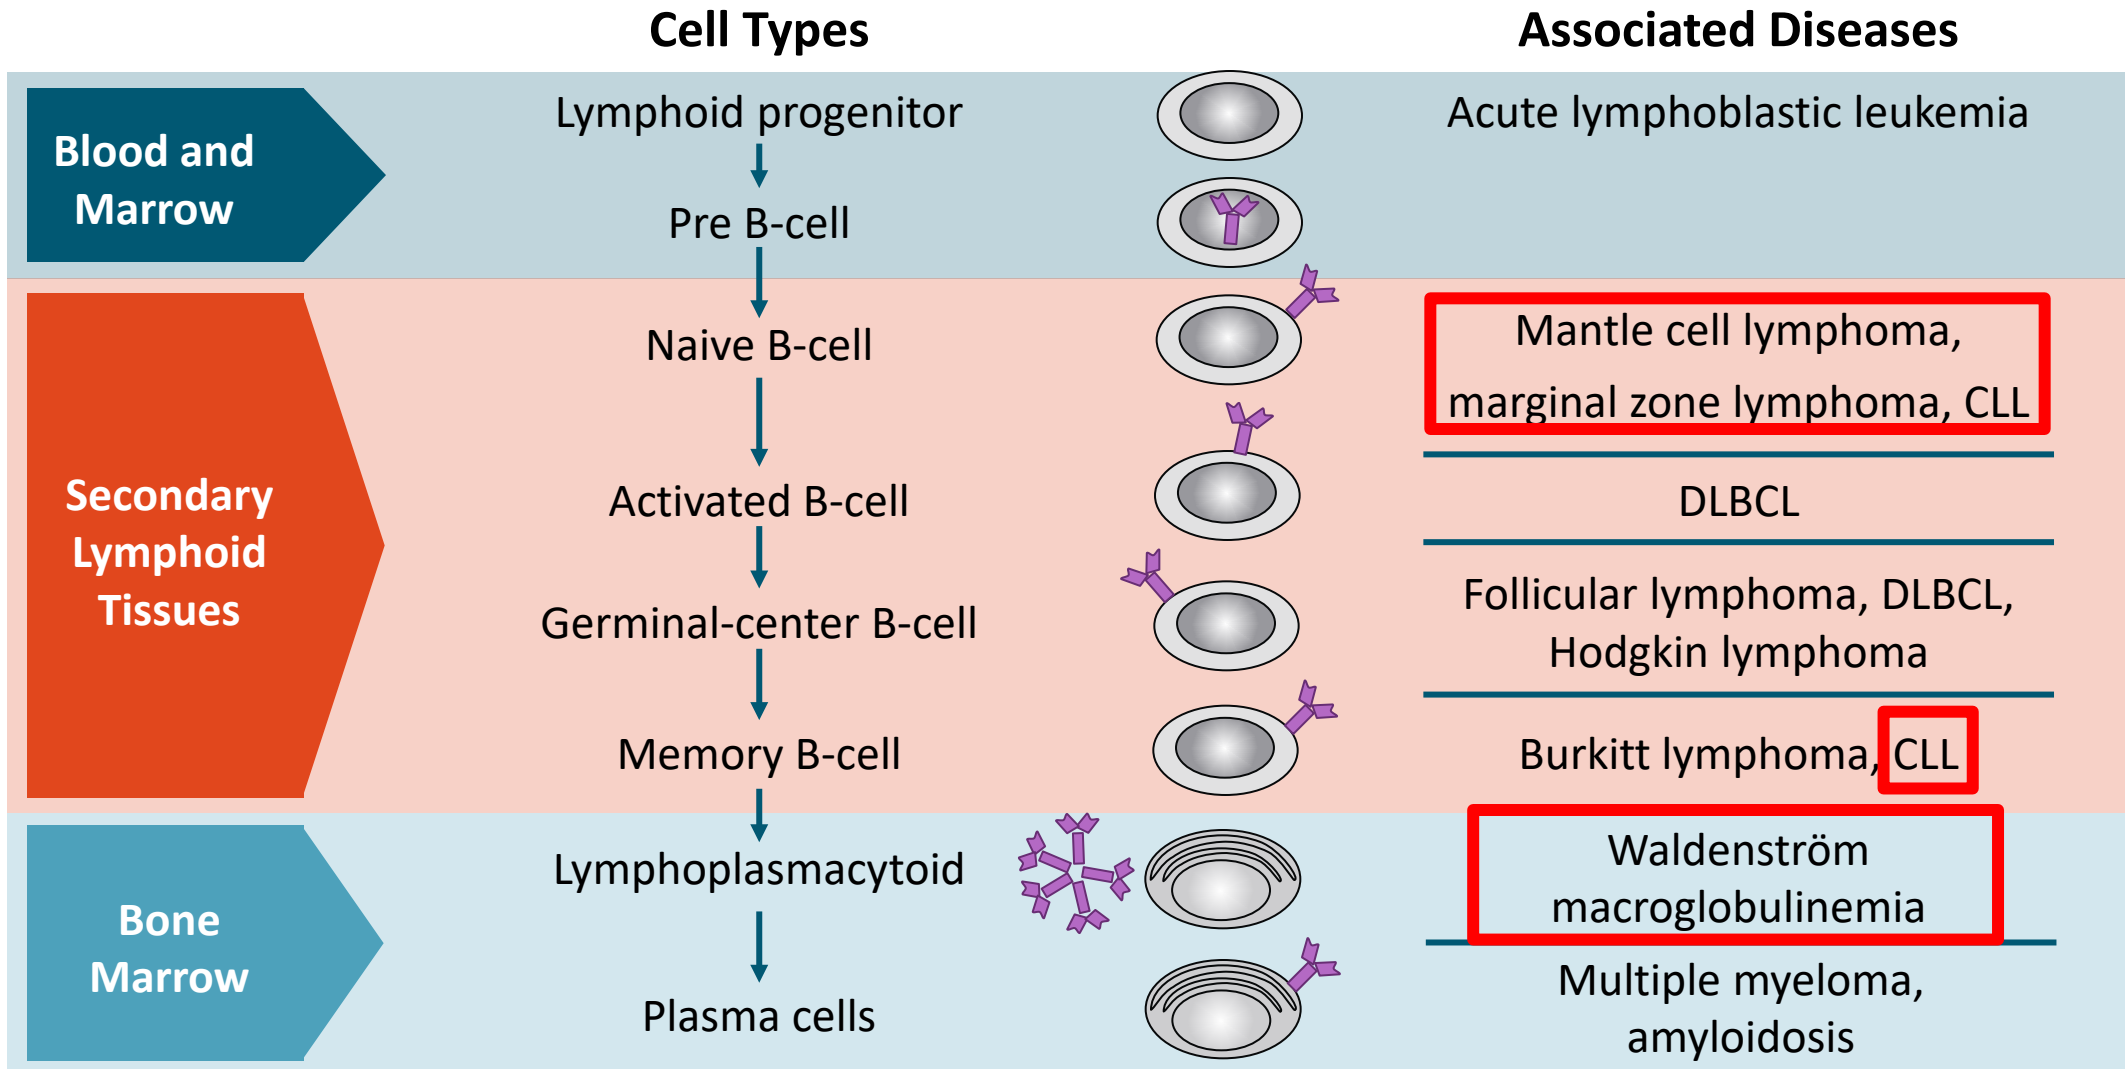 Cell Types
Associated Diseases
Blood and
Marrow
Lymphoid progenitor
Acute lymphoblastic leukemia
Pre B-cell
Secondary
Lymphoid
Tissues
Naive B-cell
Mantle cell lymphoma,
marginal zone lymphoma, CLL
Activated B-cell
DLBCL
Germinal-center B-cell
Follicular lymphoma, DLBCL,
Hodgkin lymphoma
Memory B-cell
Burkitt lymphoma, CLL
Bone
Marrow
Lymphoplasmacytoid
Waldenström
macroglobulinemia
Plasma cells
Multiple myeloma,
amyloidosis